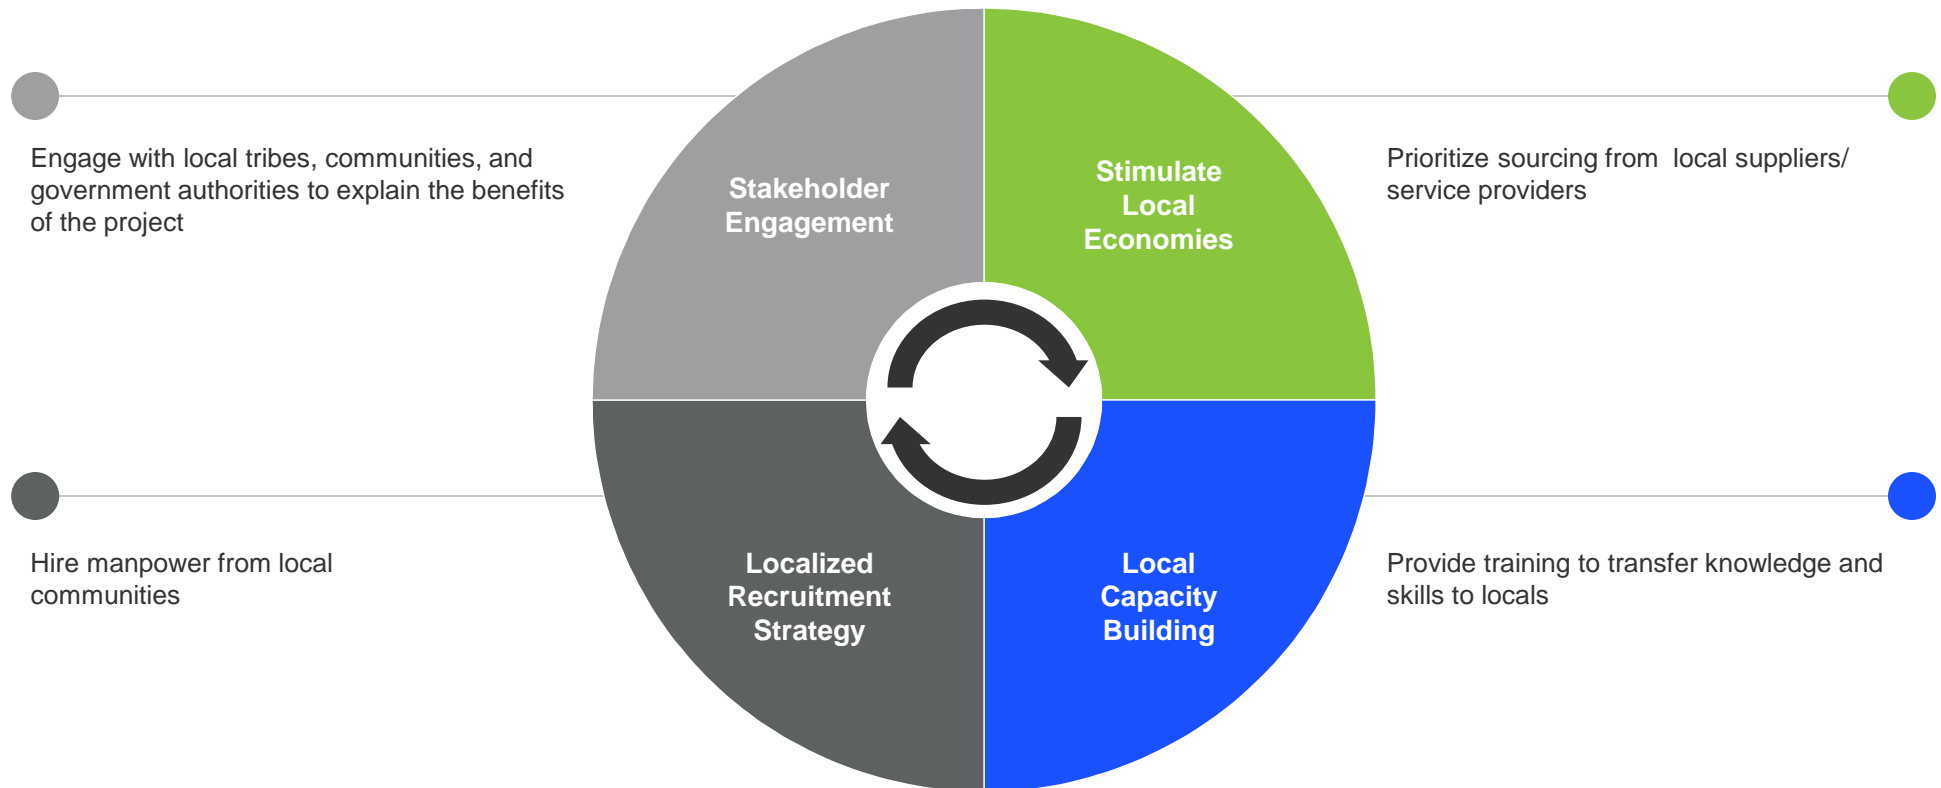 Engage with local tribes, communities, and
government authorities to explain the benefits
of the project
Stakeholder
Engagement
Stimulate
Local
Economies
Prioritize sourcing from  local suppliers/
service providers
Hire manpower from local
communities
Localized
Recruitment
Strategy
Local
Capacity
Building
Provide training to transfer knowledge and
skills to locals